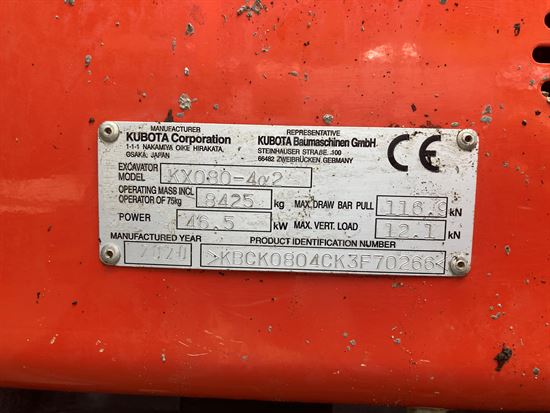 MANUFACTURER
KUBOTA Corporation
1-1-1 NAKAMIYA OIKE HIRAKATA,
OSAKA, JAPAN
REPRESENTATIVE
KUBOTA Baumaschinen GmbH
STEINHAUSER STRAßE 100
66482 ZWEIBRÜCKEN, GERMANY
CE
EXCAVATOR
MODEL KX080-4α2
OPERATING MASS INCL
OPERATOR OF 75kg 8425 kg MAX. DRAW BAR PULL 116.9 kN
POWER 46.5 kW MAX. VERT. LOAD 12.1 kN
MANUFACTURED YEAR PRODUCT IDENTIFICATION NUMBER
2020 >KBCK0804CK3F70266<